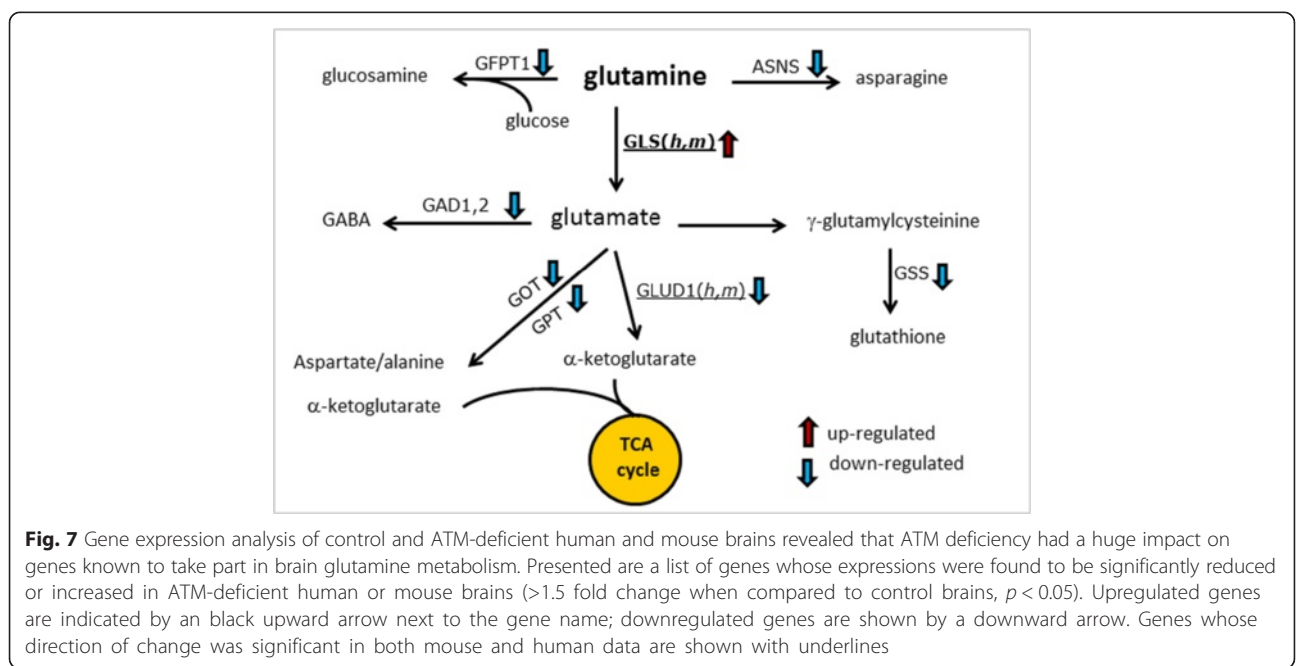 GFPT1
glutamine
ASNS
glucosamine
asparagine
glucose
GLS(h,m)
GAD1,2
GABA
glutamate
γ-glutamylcysteinine
GOT
GPT
GLUD1(h,m)
GSS
glutathione
Aspartate/alanine
α-ketoglutarate
α-ketoglutarate
TCA
cycle
up-regulated
down-regulated
Fig. 7 Gene expression analysis of control and ATM-deficient human and mouse brains revealed that ATM deficiency had a huge impact on
genes known to take part in brain glutamine metabolism. Presented are a list of genes whose expressions were found to be significantly reduced
or increased in ATM-deficient human or mouse brains (>1.5 fold change when compared to control brains, p < 0.05). Upregulated genes
are indicated by an black upward arrow next to the gene name; downregulated genes are shown by a downward arrow. Genes whose
direction of change was significant in both mouse and human data are shown with underlines